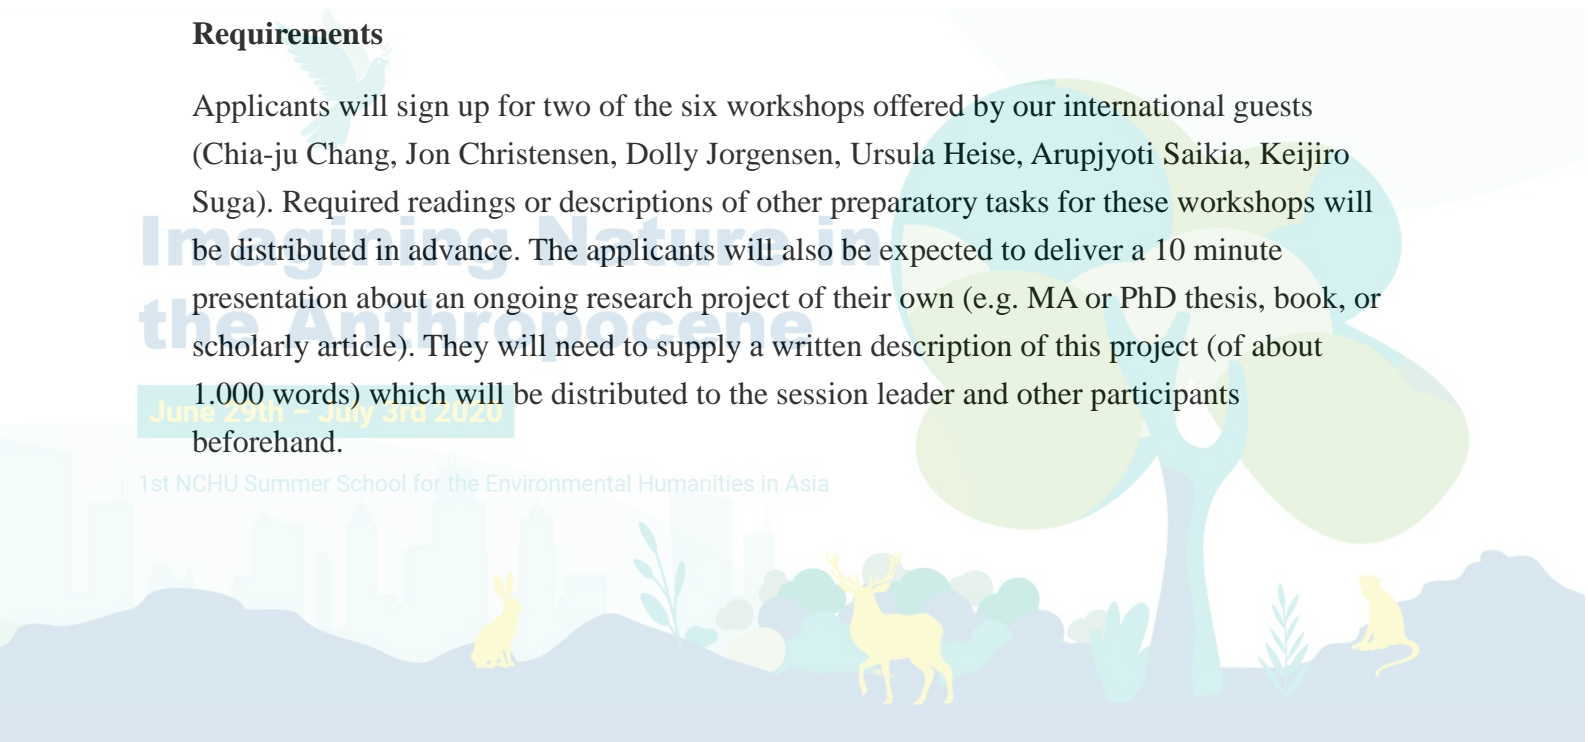 Requirements
Applicants will sign up for two of the six workshops offered by our international guests
(Chia-ju Chang, Jon Christensen, Dolly Jorgensen, Ursula Heise, Arupjyoti Saikia, Keijiro
Suga). Required readings or descriptions of other preparatory tasks for these workshops will
be distributed in advance. The applicants will also be expected to deliver a 10 minute
presentation about an ongoing research project of their own (e.g. MA or PhD thesis, book, or
scholarly article). They will need to supply a written description of this project (of about
1.000 words) which will be distributed to the session leader and other participants
beforehand.
Imagining Nature in
the Anthropocene
June 29th – July 3rd 2020
1st NCHU Summer School for the Environmental Humanities in Asia